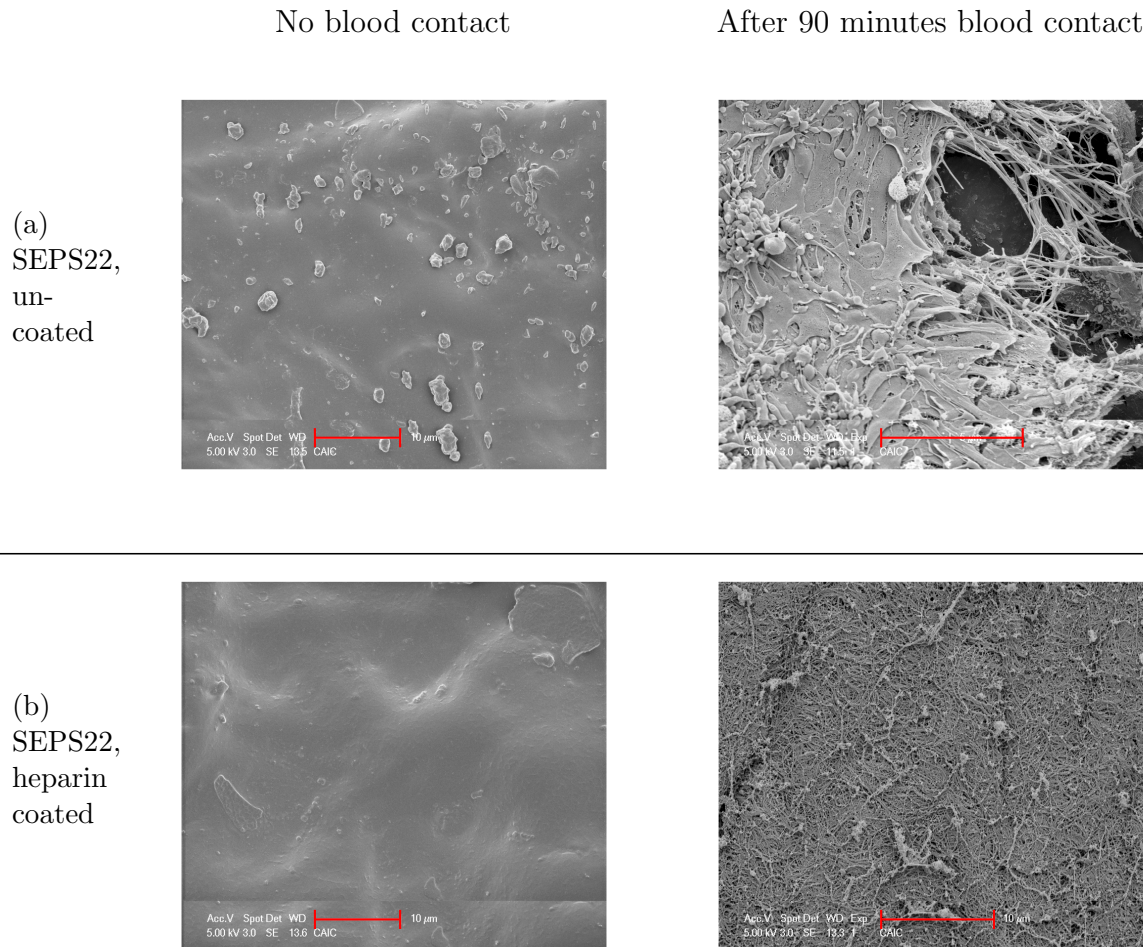 No blood contact
After 90 minutes blood contact
(a)
SEPS22,
un-
coated
Acc.V Spot Det WD 10 μm
5.00 kV 3.0 SE 13.5 CAIC
Acc.V Spot Det WD Exp
5.00 kV 3.0 SE 11.5 1 CAIC
(b)
SEPS22,
heparin
coated
Acc.V Spot Det WD 10 μm
5.00 kV 3.0 SE 13.6 CAIC
Acc.V Spot Det WD Exp 10 μm
5.00 kV 3.0 SE 13.3 1 CAIC